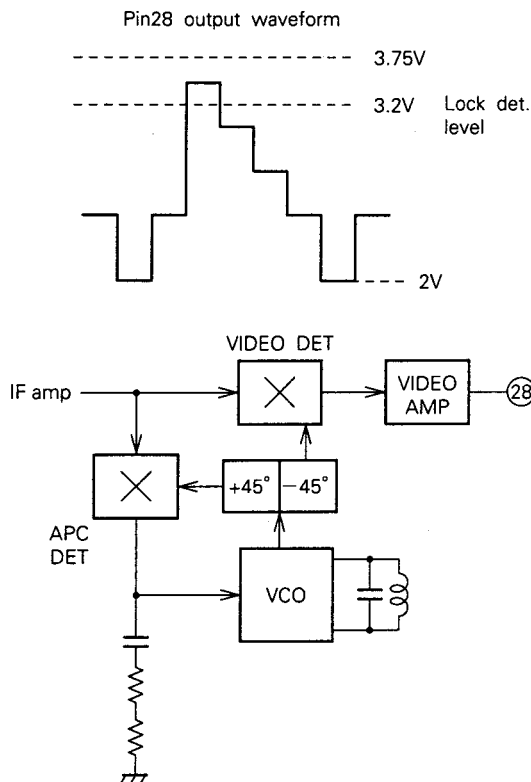 Pin28 output waveform
3.75V
3.2V
Lock det.
level
2V
VIDEO DET
IF amp
VIDEO
AMP
28
+45°
−45°
APC
DET
VCO